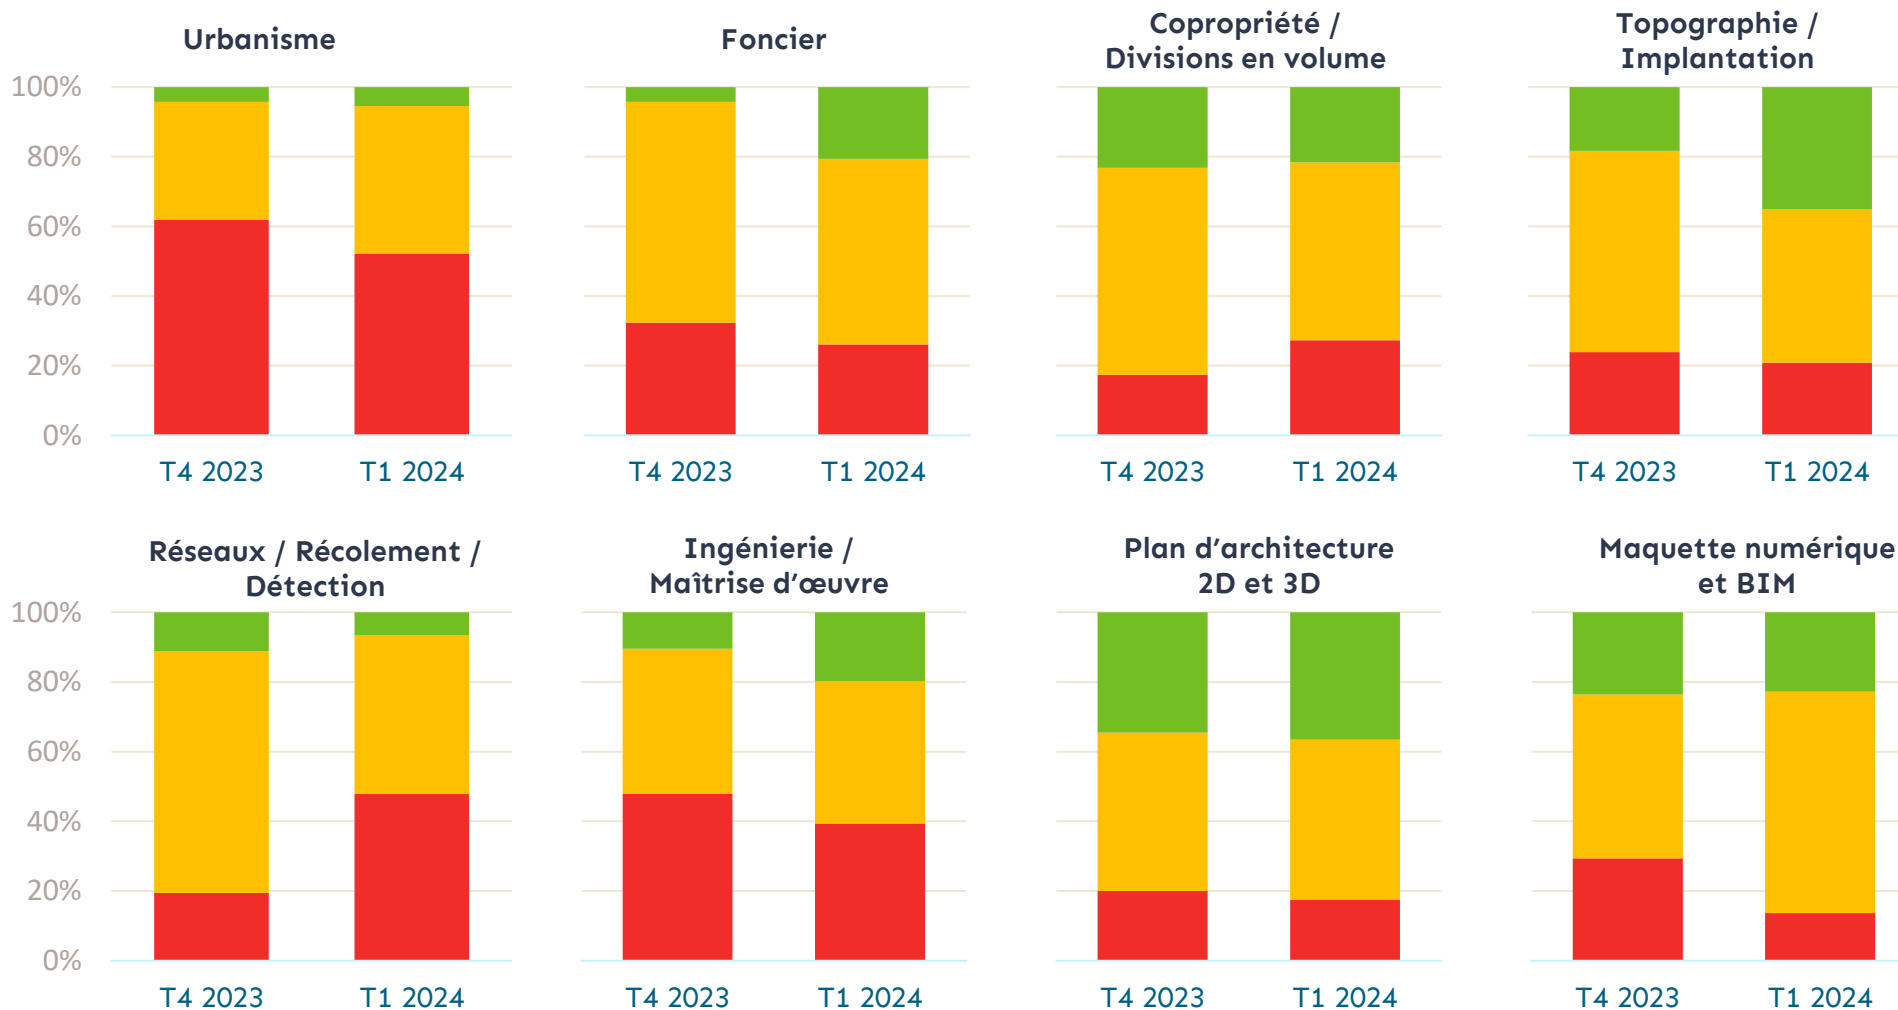 Urbanisme
Foncier
Copropriété /
Divisions en volume
Topographie /
Implantation
100%
80%
60%
40%
20%
0%
T4 2023
T1 2024
T4 2023
T1 2024
T4 2023
T1 2024
T4 2023
T1 2024
Réseaux / Récolement /
Détection
Ingénierie /
Maîtrise d’œuvre
Plan d’architecture
2D et 3D
Maquette numérique
et BIM
100%
80%
60%
40%
20%
0%
T4 2023
T1 2024
T4 2023
T1 2024
T4 2023
T1 2024
T4 2023
T1 2024